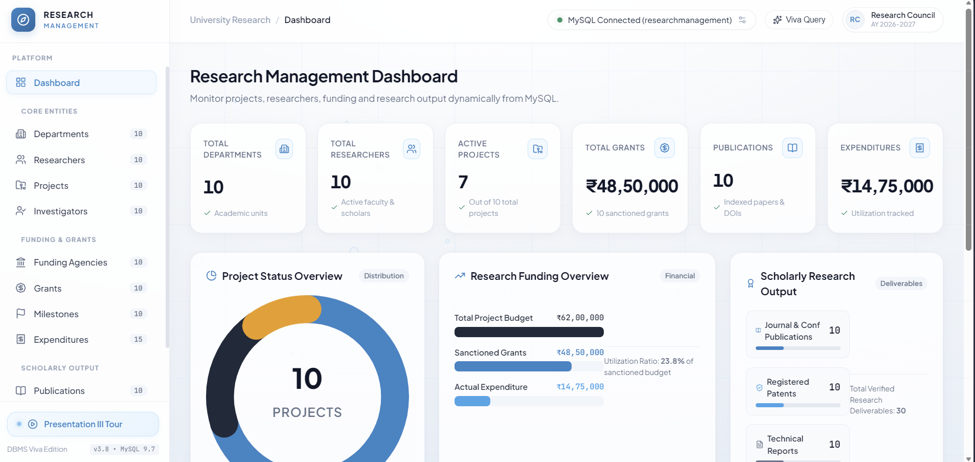 RESEARCH
MANAGEMENT
PLATFORM
Dashboard
CORE ENTITIES
Departments 10
Researchers 10
Projects 10
Investigators 10
FUNDING & GRANTS
Funding Agencies 10
Grants 10
Milestones 10
Expenditures 10
SCHOLARLY OUTPUT
Publications 10
Presentation III Tour
DBMS Viva Edition v3.8 • MySQL 9.7
University Research / Dashboard
MySQL Connected (researchmanagement)
Viva Query
RC
Research Council
AY 2026-2027
Research Management Dashboard
Monitor projects, researchers, funding and research output dynamically from MySQL.
TOTAL
DEPARTMENTS
10
Academic units
TOTAL
RESEARCHERS
10
Active faculty &
scholars
ACTIVE
PROJECTS
7
Out of 10 total
projects
TOTAL GRANTS
₹48,50,000
10 sanctioned grants
PUBLICATIONS
10
Indexed papers &
DOIs
EXPENDITURES
₹14,75,000
Utilization tracked
Project Status Overview Distribution
10
PROJECTS
Research Funding Overview Financial
Total Project Budget ₹62,00,000
Sanctioned Grants ₹48,50,000
Actual Expenditure ₹14,75,000
Utilization Ratio: 23.8% of
sanctioned budget
Scholarly Research
Output
Deliverables
Journal & Conf
Publications
10
Registered
Patents
10
Technical
Reports
10
Total Verified
Research
Deliverables: 30